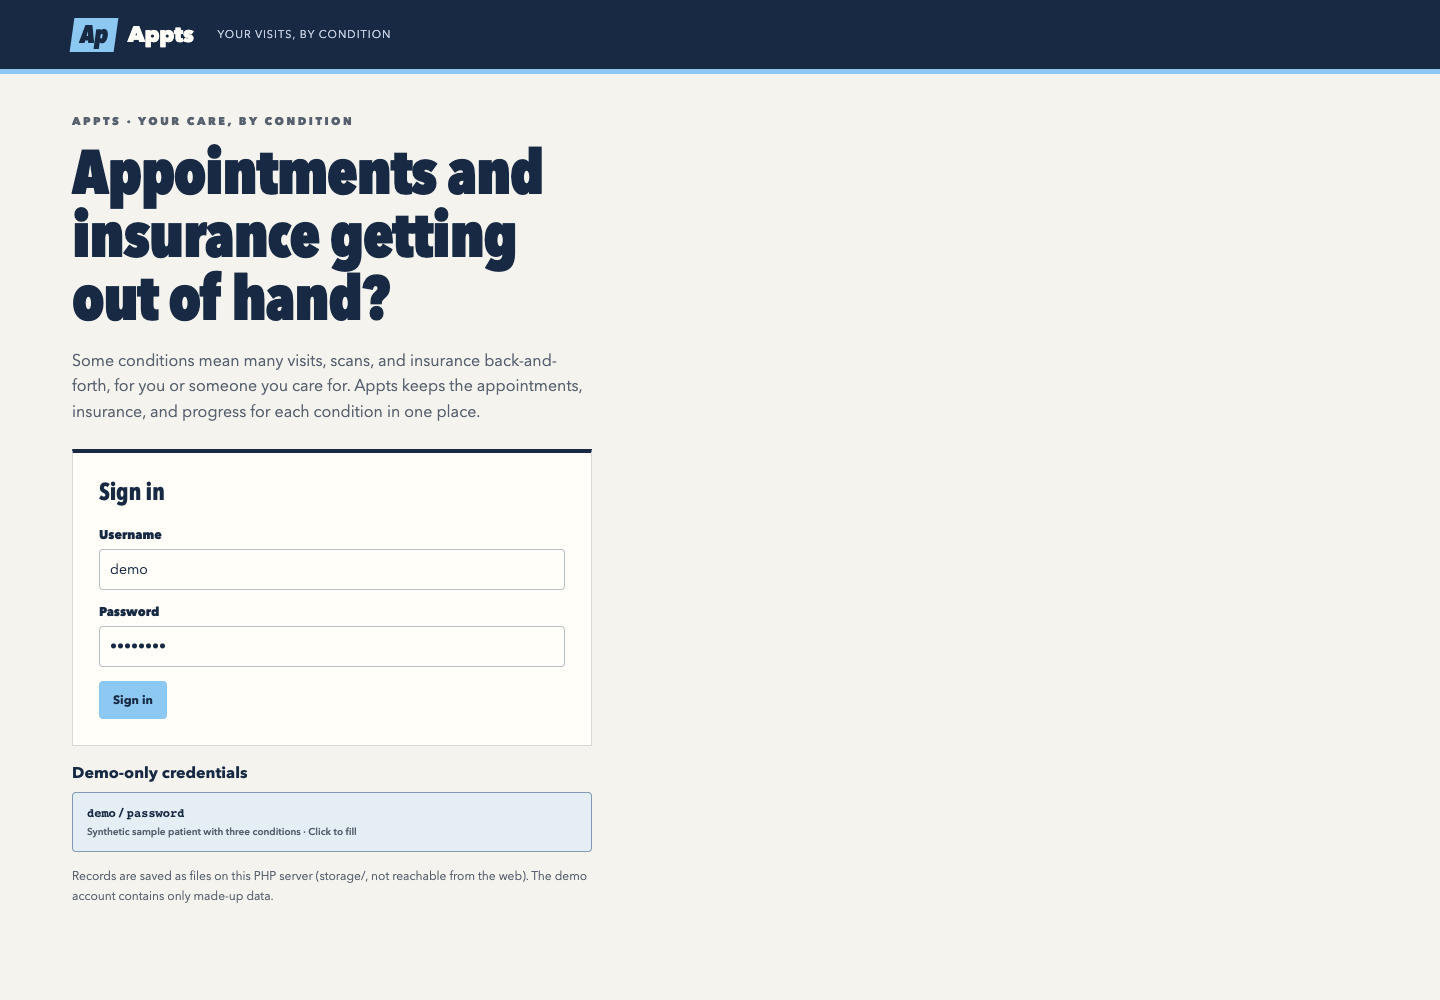 Ap Appts YOUR VISITS, BY CONDITION
APPTS · YOUR CARE, BY CONDITION
Appointments and
insurance getting
out of hand?
Some conditions mean many visits, scans, and insurance back-and-
forth, for you or someone you care for. Appts keeps the appointments,
insurance, and progress for each condition in one place.
Sign in
Username
demo
Password
••••••••
Sign in
Demo-only credentials
demo / password
Synthetic sample patient with three conditions · Click to fill
Records are saved as files on this PHP server (storage/, not reachable from the web). The demo
account contains only made-up data.